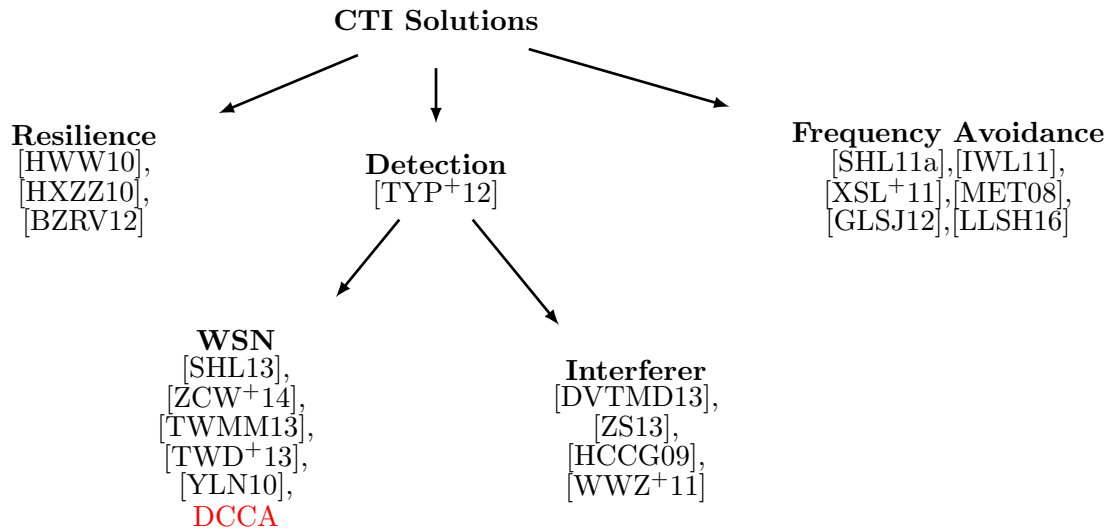 CTI Solutions
Resilience
[HWW10],
[HXZZ10],
[BZRV12]
Detection
[TYP+12]
Frequency Avoidance
[SHL11a],[IWL11],
[XSL+11],[MET08],
[GLSJ12],[LLSH16]
WSN
[SHL13],
[ZCW+14],
[TWMM13],
[TWD+13],
[YLN10],
DCCA
Interferer
[DVTMD13],
[ZS13],
[HCCG09],
[WWZ+11]